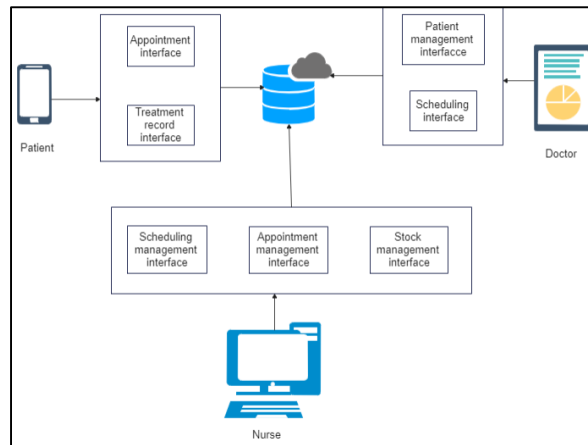 Appointment
interface
Treatment
record
interface
Patient
Patient
management
interfacce
Scheduling
interface
Doctor
Scheduling
management
interface
Appointment
management
interface
Stock
management
interface
Nurse